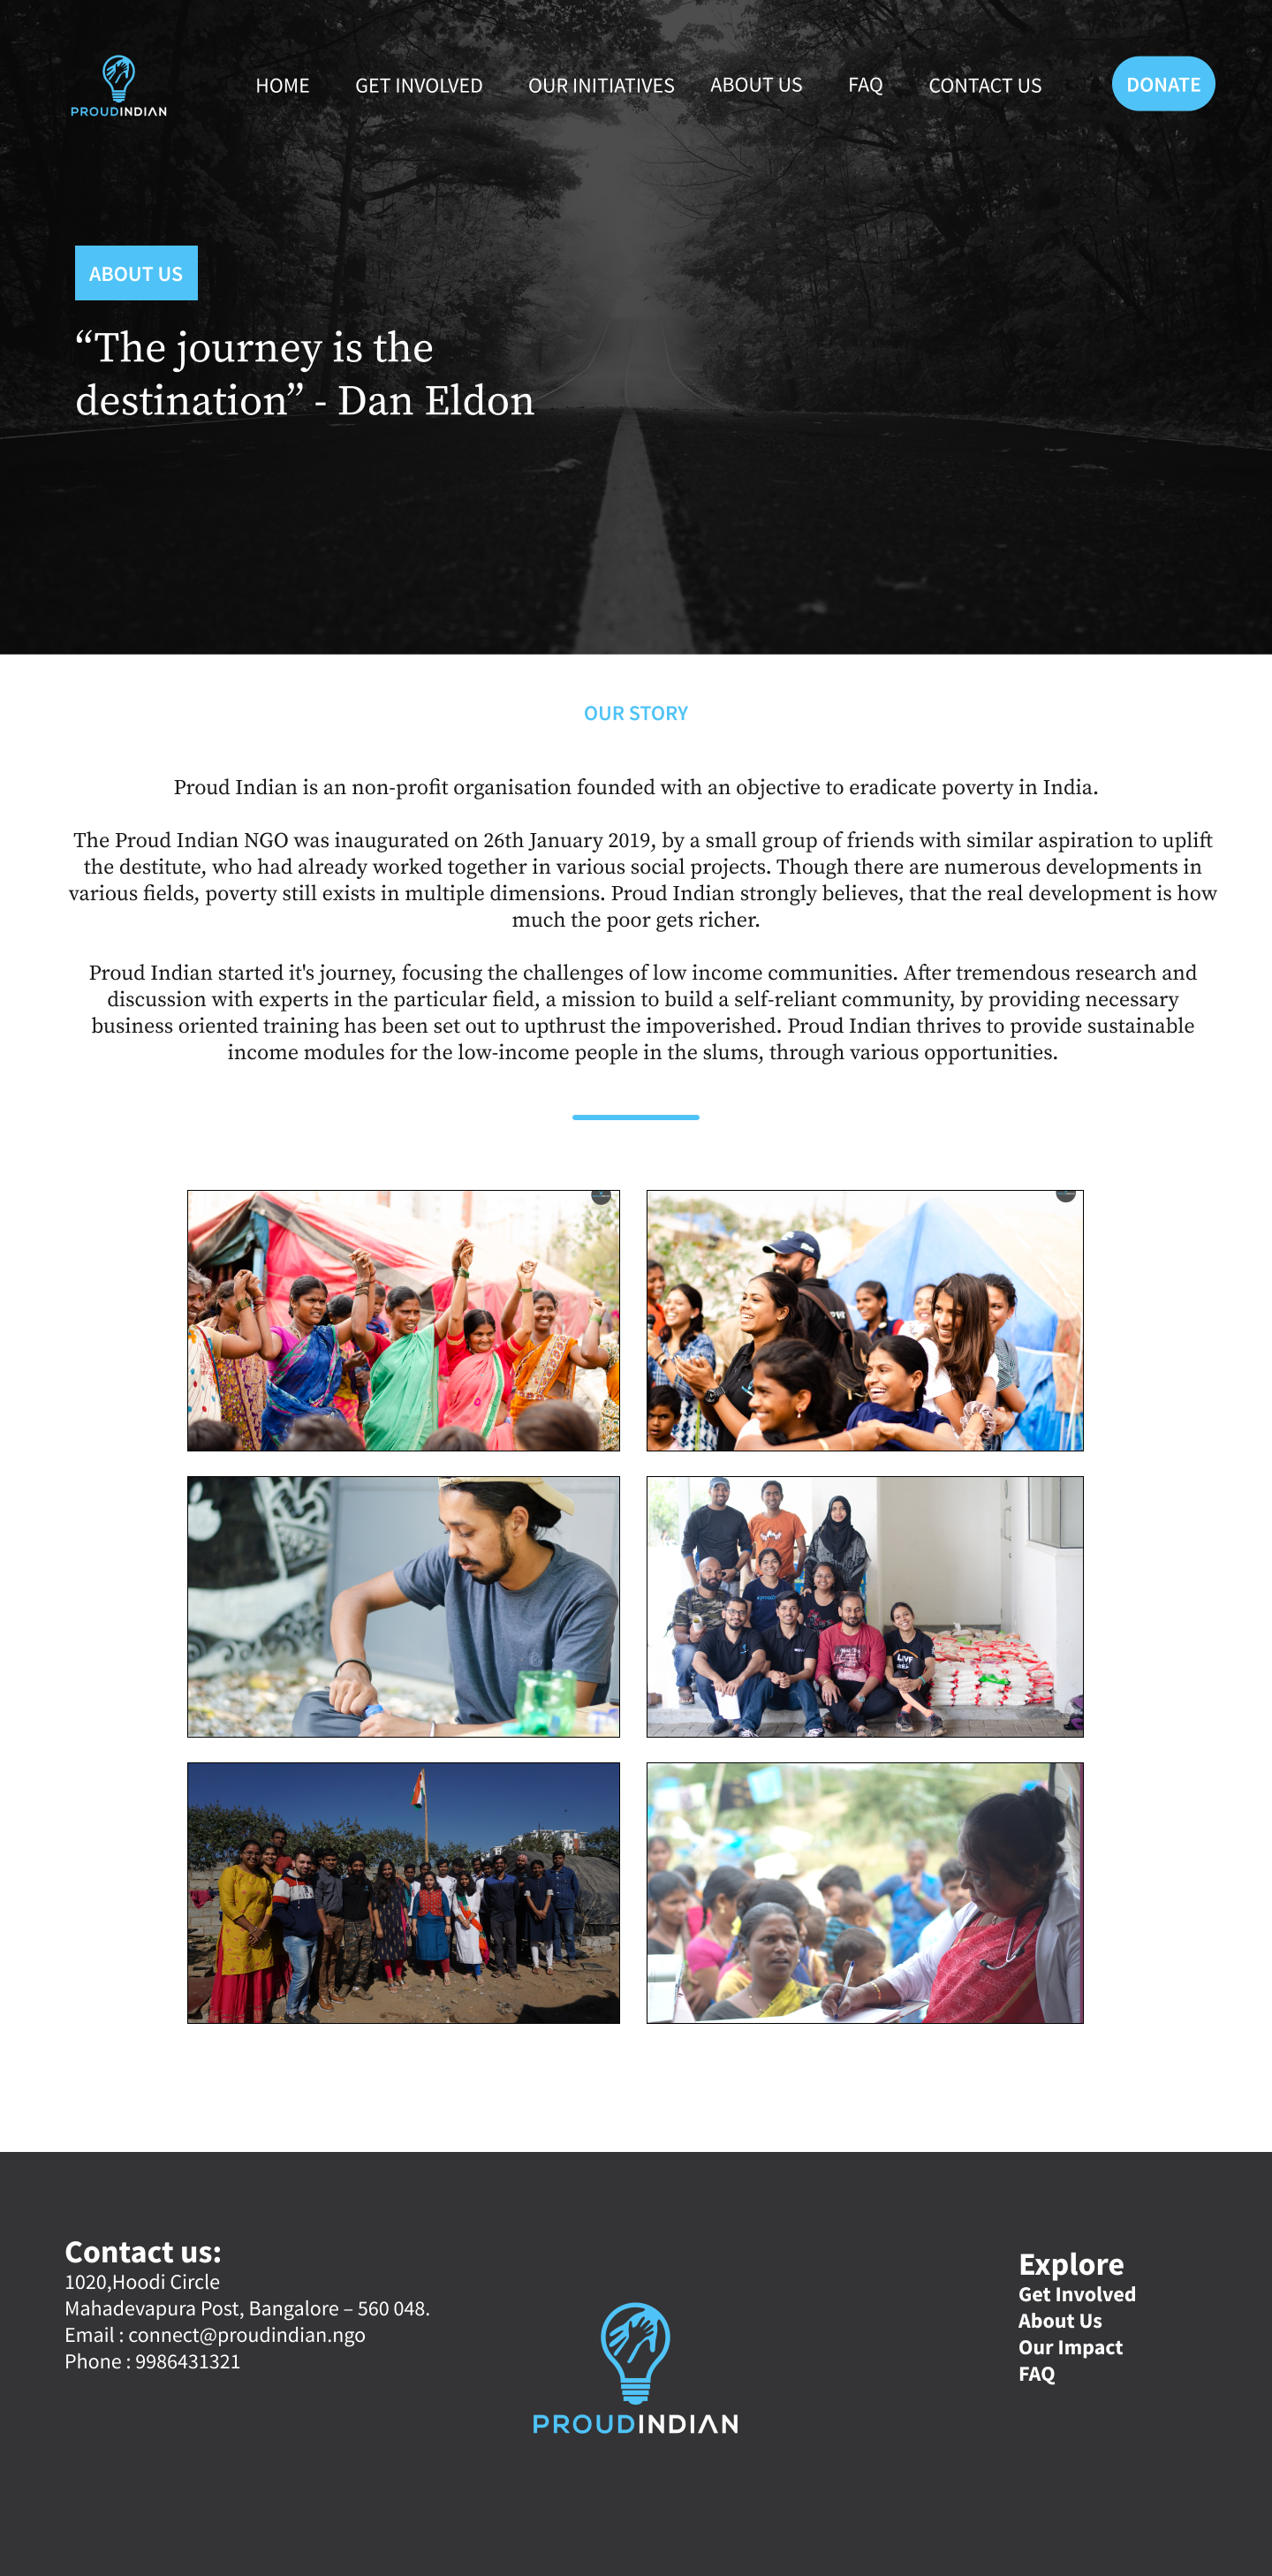 PROUDINDIAN
HOME
GET INVOLVED
OUR INITIATIVES
ABOUT US
FAQ
CONTACT US
DONATE
ABOUT US
“The journey is the
destination” - Dan Eldon
OUR STORY
Proud Indian is an non-profit organisation founded with an objective to eradicate poverty in India.
The Proud Indian NGO was inaugurated on 26th January 2019, by a small group of friends with similar aspiration to uplift
the destitute, who had already worked together in various social projects. Though there are numerous developments in
various fields, poverty still exists in multiple dimensions. Proud Indian strongly believes, that the real development is how
much the poor gets richer.
Proud Indian started it's journey, focusing the challenges of low income communities. After tremendous research and
discussion with experts in the particular field, a mission to build a self-reliant community, by providing necessary
business oriented training has been set out to upthrust the impoverished. Proud Indian thrives to provide sustainable
income modules for the low-income people in the slums, through various opportunities.
Contact us:
1020,Hoodi Circle
Mahadevapura Post, Bangalore – 560 048.
Email : connect@proudindian.ngo
Phone : 9986431321
PROUDINDIAN
Explore
Get Involved
About Us
Our Impact
FAQ